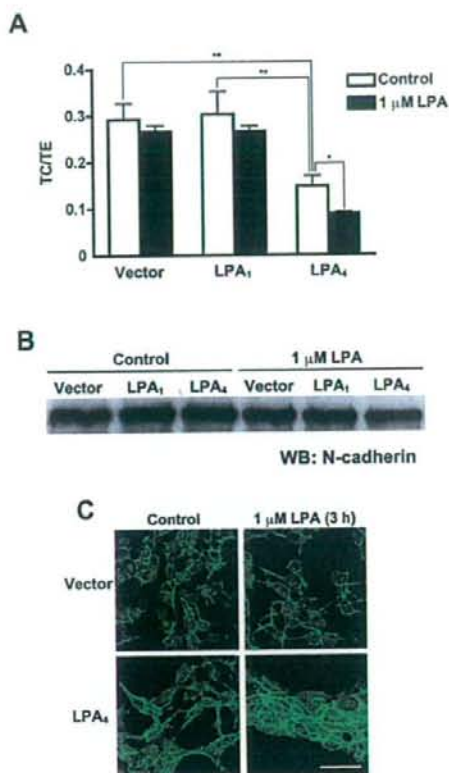 A
** 
**
*
Control
1 μM LPA
0.4
0.3
0.2
0.1
0
TC/TE
Vector LPA₁ LPA₄
B
Control 1 μM LPA
Vector LPA₁ LPA₄ Vector LPA₁ LPA₄
WB: N-cadherin
C
Control 1 μM LPA (3 h)
Vector
LPA₄